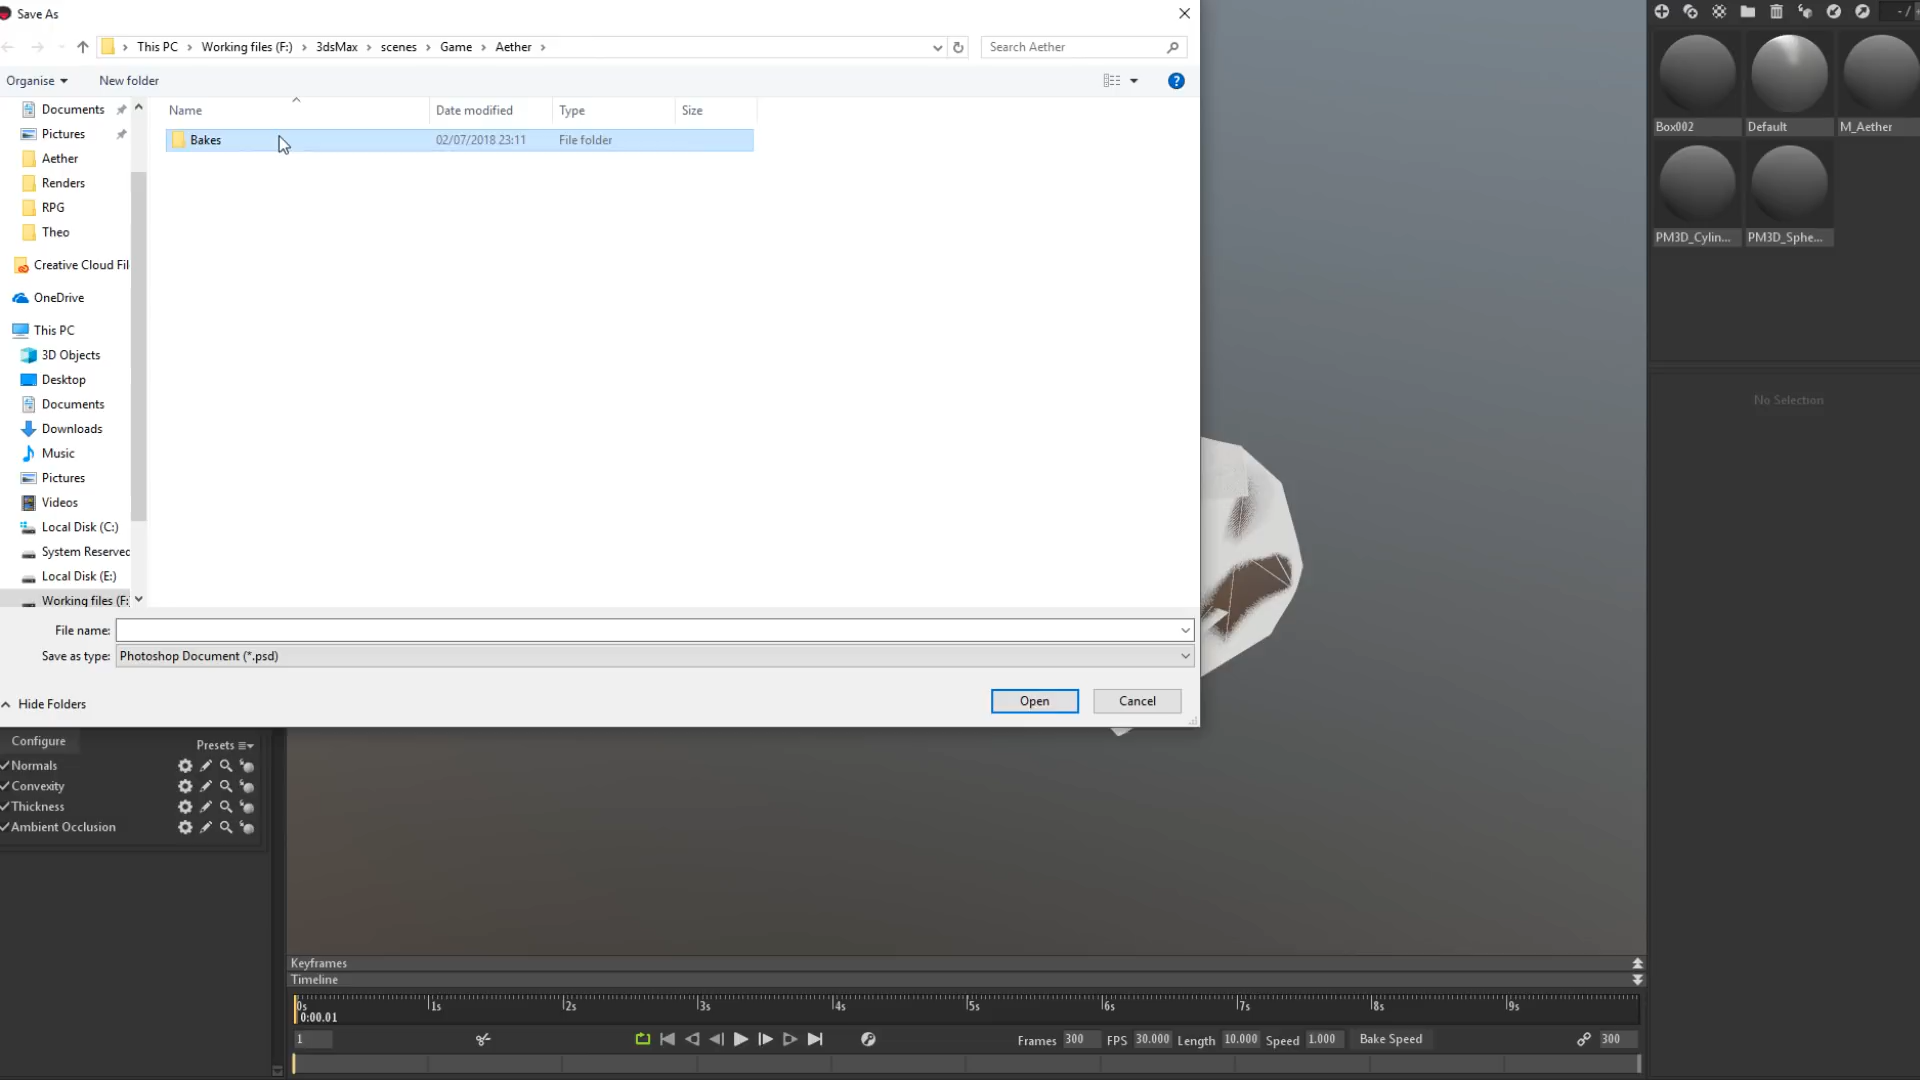 Save As
This PC > Working files (F:) > 3dsMax > scenes > Game > Aether >
Search Aether
Organise
New folder
Name
Date modified
Type
Size
Bakes
02/07/2018 23:11
File folder
Documents
Pictures
Aether
Renders
RPG
Theo
Creative Cloud Fil
OneDrive
This PC
3D Objects
Desktop
Documents
Downloads
Music
Pictures
Videos
Local Disk (C:)
System Reserved
Local Disk (E:)
Working files (F:
File name:
Save as type: Photoshop Document (*.psd)
Hide Folders
Open
Cancel
Box002
Default
M_Aether
PM3D_Cylin...
PM3D_Sphe...
No Selection
Configure
Presets
Normals
Convexity
Thickness
Ambient Occlusion
Keyframes
Timeline
0s 1s 2s 3s 4s 5s 6s 7s 8s 9s
0:00.01
1
Frames 300 FPS 30.000 Length 10.000 Speed 1.000 Bake Speed
300